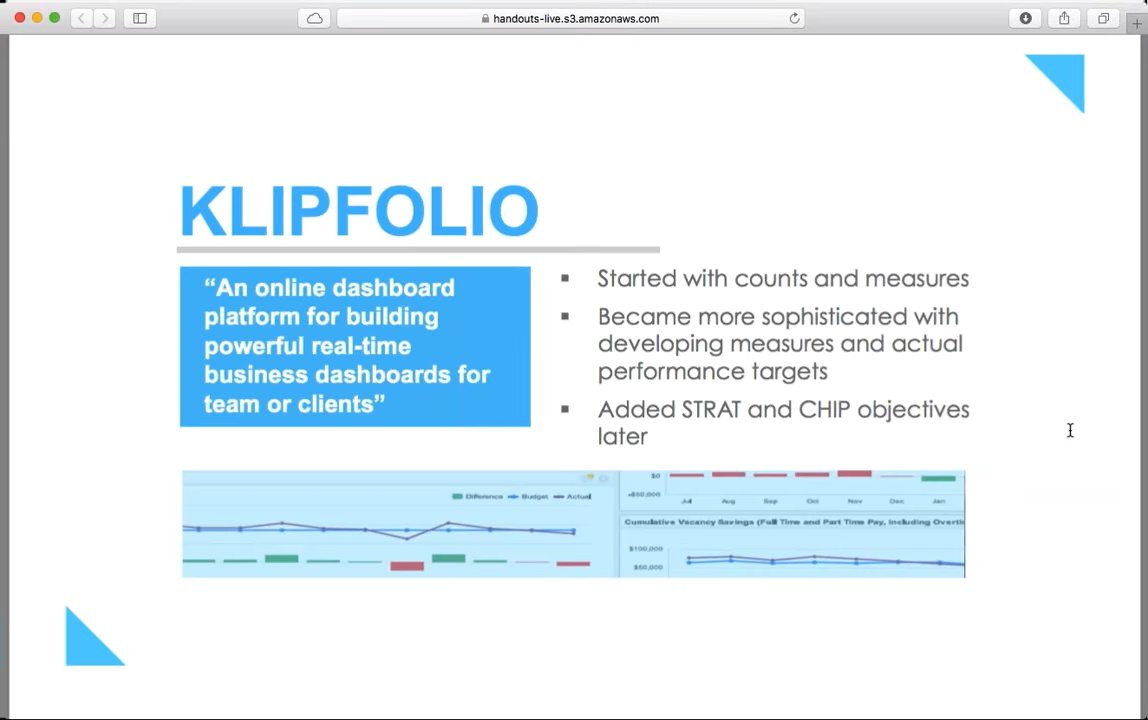 handouts-live.s3.amazonaws.com
KLIPFOLIO
“An online dashboard
platform for building
powerful real-time
business dashboards for
team or clients”
▪ Started with counts and measures
▪ Became more sophisticated with
developing measures and actual
performance targets
▪ Added STRAT and CHIP objectives
later
Difference Budget Actual
$0
-$50,000
Jul Aug Sep Oct Nov Dec Jan
Cumulative Vacancy Savings (Full Time and Part Time Pay, Including
$100,000
$50,000